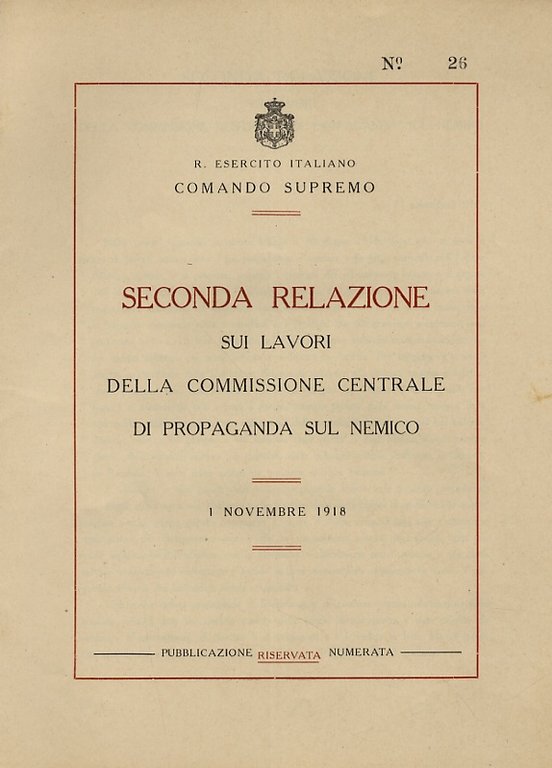 Nº 26
R. ESERCITO ITALIANO
COMANDO SUPREMO
SECONDA RELAZIONE
SUI LAVORI
DELLA COMMISSIONE CENTRALE
DI PROPAGANDA SUL NEMICO
1 NOVEMBRE 1918
PUBBLICAZIONE RISERVATA NUMERATA